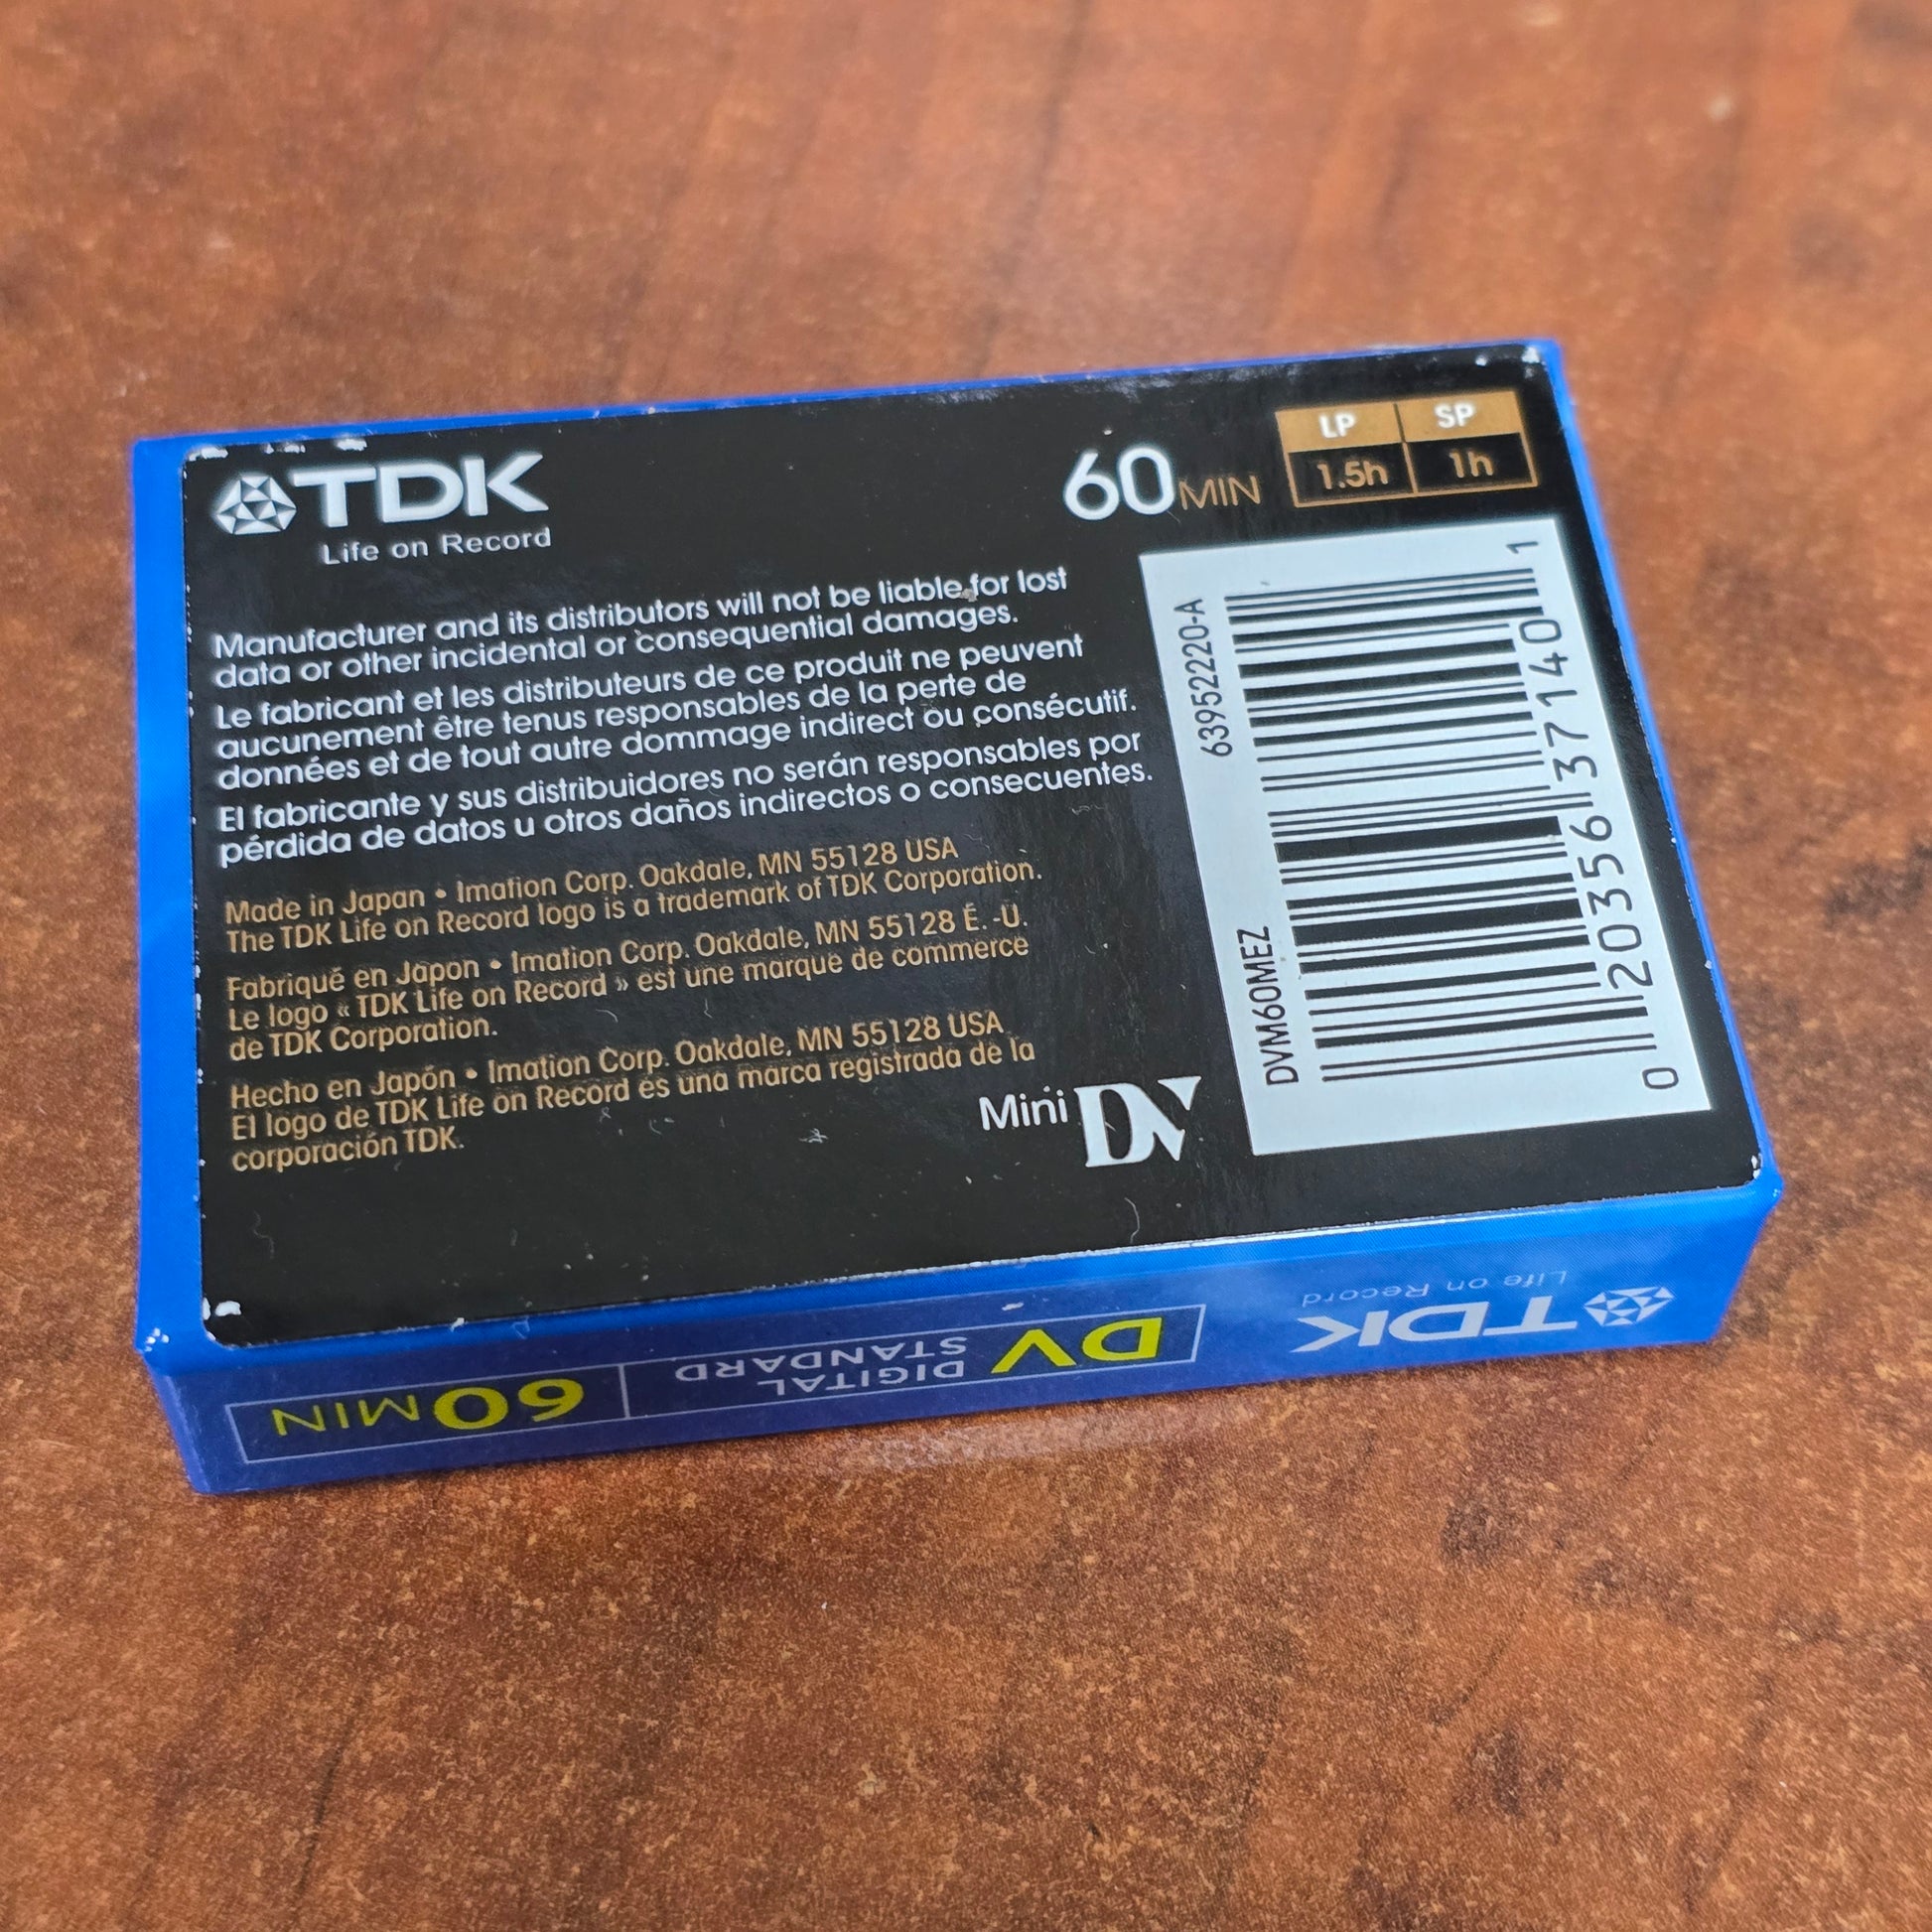 TDK
Life on Record
60 MIN
LP SP
1.5h 1h
Manufacturer and its distributors will not be liable for lost
data or other incidental or consequential damages.
Le fabricant et les distributeurs de ce produit ne peuvent
aucunement être tenus responsables de la perte de
données et de tout autre dommage indirect ou consécutif.
El fabricante y sus distribuidores no serán responsables por
pérdida de datos u otros daños indirectos o consecuentes.
Made in Japan • Imation Corp. Oakdale, MN 55128 USA
The TDK Life on Record logo is a trademark of TDK Corporation.
Fabriqué en Japon • Imation Corp. Oakdale, MN 55128 É. -U.
Le logo « TDK Life on Record » est une marque de commerce
de TDK Corporation.
Hecho en Japón • Imation Corp. Oakdale, MN 55128 USA
El logo de TDK Life on Record es una marca registrada de la
corporación TDK.
Mini DV
63952220-A
DVM60MEZ
0 20356 37140 1
TDK
Life on Record
DV
DIGITAL
STANDARD
60 MIN